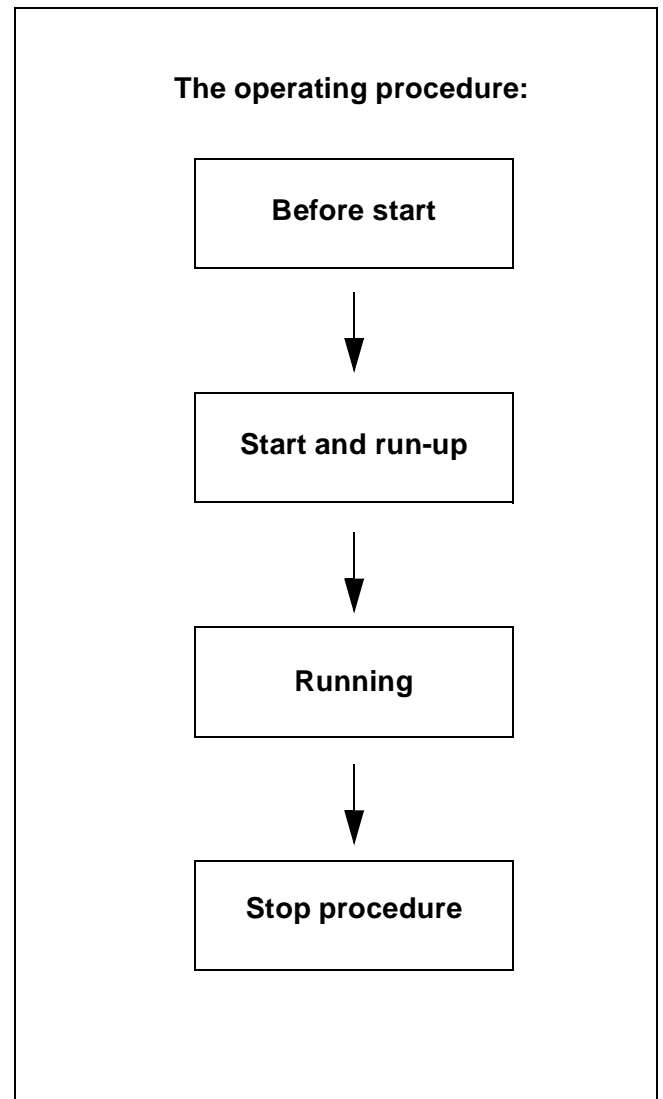 The operating procedure:
Before start
Start and run-up
Running
Stop procedure